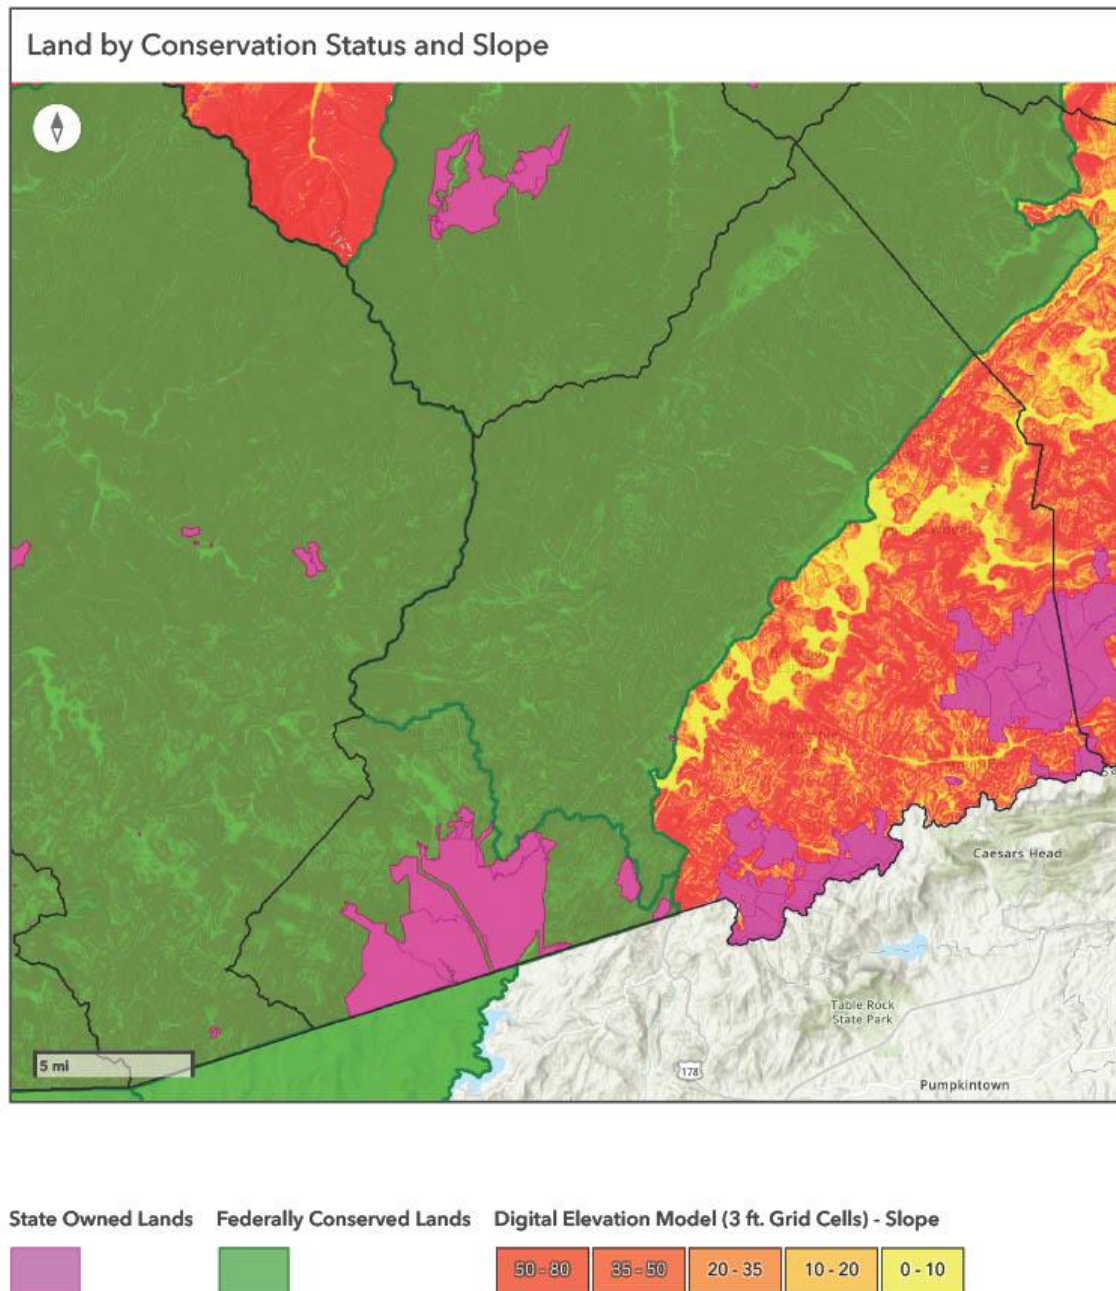 Land by Conservation Status and Slope
Caesars Head
Table Rock
State Park
5 mi
178
Pumpkintown
State Owned Lands
Federally Conserved Lands
Digital Elevation Model (3 ft. Grid Cells) - Slope
50 - 80
35 - 50
20 - 35
10 - 20
0 - 10